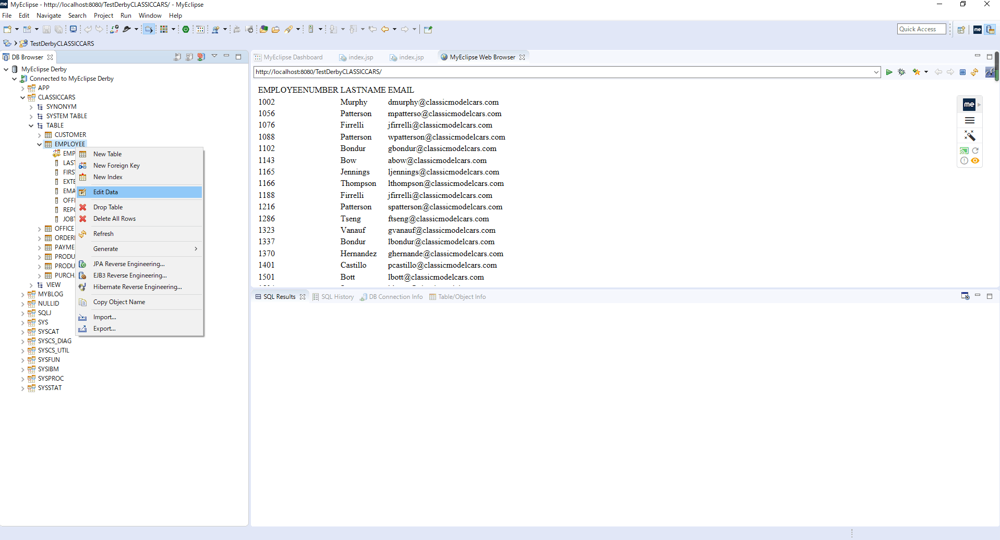 me MyEclipse - http://localhost:8080/TestDerbyCLASSICCARS/ - MyEclipse
File Edit Navigate Search Project Run Window Help
Quick Access
me
TestDerbyCLASSICCARS
DB Browser
MyEclipse Derby
Connected to MyEclipse Derby
APP
CLASSICCARS
SYNONYM
SYSTEM TABLE
TABLE
CUSTOMER
EMPLOYEE
EMP
LAST
FIRS
EXTE
EMA
OFFI
REPO
JOBT
OFFICE
ORDER
PAYME
PRODU
PRODU
PURCH
VIEW
MYBLOG
NULLID
SQLJ
SYS
SYSCAT
SYSCS_DIAG
SYSCS_UTIL
SYSFUN
SYSIBM
SYSPROC
SYSSTAT
New Table
New Foreign Key
New Index
Edit Data
Drop Table
Delete All Rows
Refresh
Generate
JPA Reverse Engineering...
EJB3 Reverse Engineering...
Hibernate Reverse Engineering...
Copy Object Name
Import...
Export...
MyEclipse Dashboard index.jsp index.jsp MyEclipse Web Browser
http://localhost:8080/TestDerbyCLASSICCARS/
EMPLOYEENUMBER LASTNAME EMAIL
1002 Murphy dmurphy@classicmodelcars.com
1056 Patterson mpatterso@classicmodelcars.com
1076 Firrelli jfirrelli@classicmodelcars.com
1088 Patterson wpatterson@classicmodelcars.com
1102 Bondur gbondur@classicmodelcars.com
1143 Bow abow@classicmodelcars.com
1165 Jennings ljennings@classicmodelcars.com
1166 Thompson lthompson@classicmodelcars.com
1188 Firrelli jfirrelli@classicmodelcars.com
1216 Patterson spatterson@classicmodelcars.com
1286 Tseng ftseng@classicmodelcars.com
1323 Vanauf gvanauf@classicmodelcars.com
1337 Bondur lbondur@classicmodelcars.com
1370 Hernandez ghernande@classicmodelcars.com
1401 Castillo pcastillo@classicmodelcars.com
1501 Bott lbott@classicmodelcars.com
me
SQL Results SQL History DB Connection Info Table/Object Info